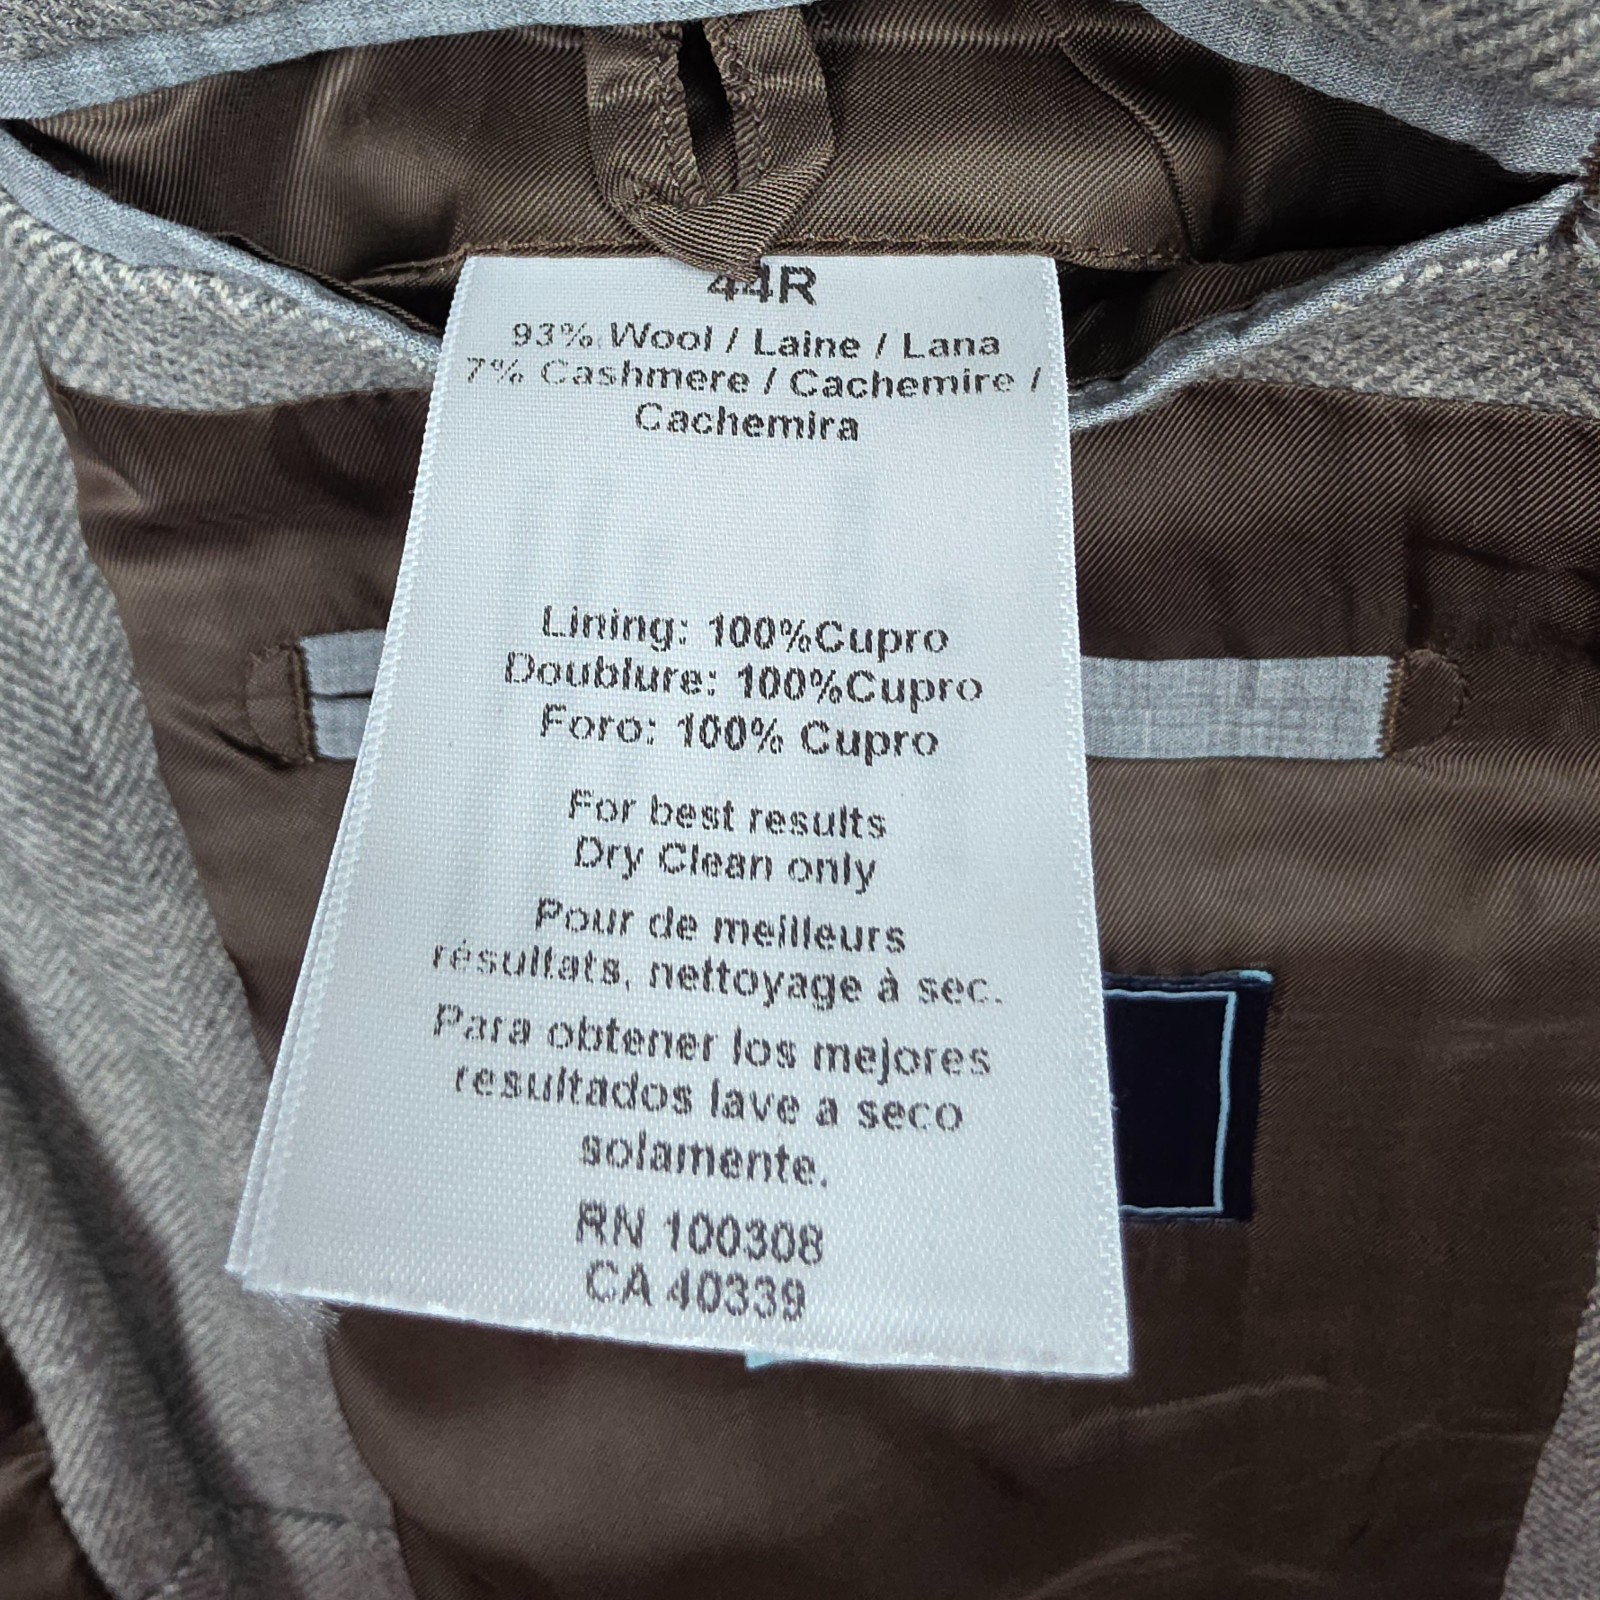 44R
93% Wool / Laine / Lana
7% Cashmere / Cachemire /
Cachemira
Lining: 100%Cupro
Doublure: 100%Cupro
Foro: 100% Cupro
For best results
Dry Clean only
Pour de meilleurs
résultats, nettoyage à sec.
Para obtener los mejores
resultados lave a seco
solamente.
RN 100308
CA 40339